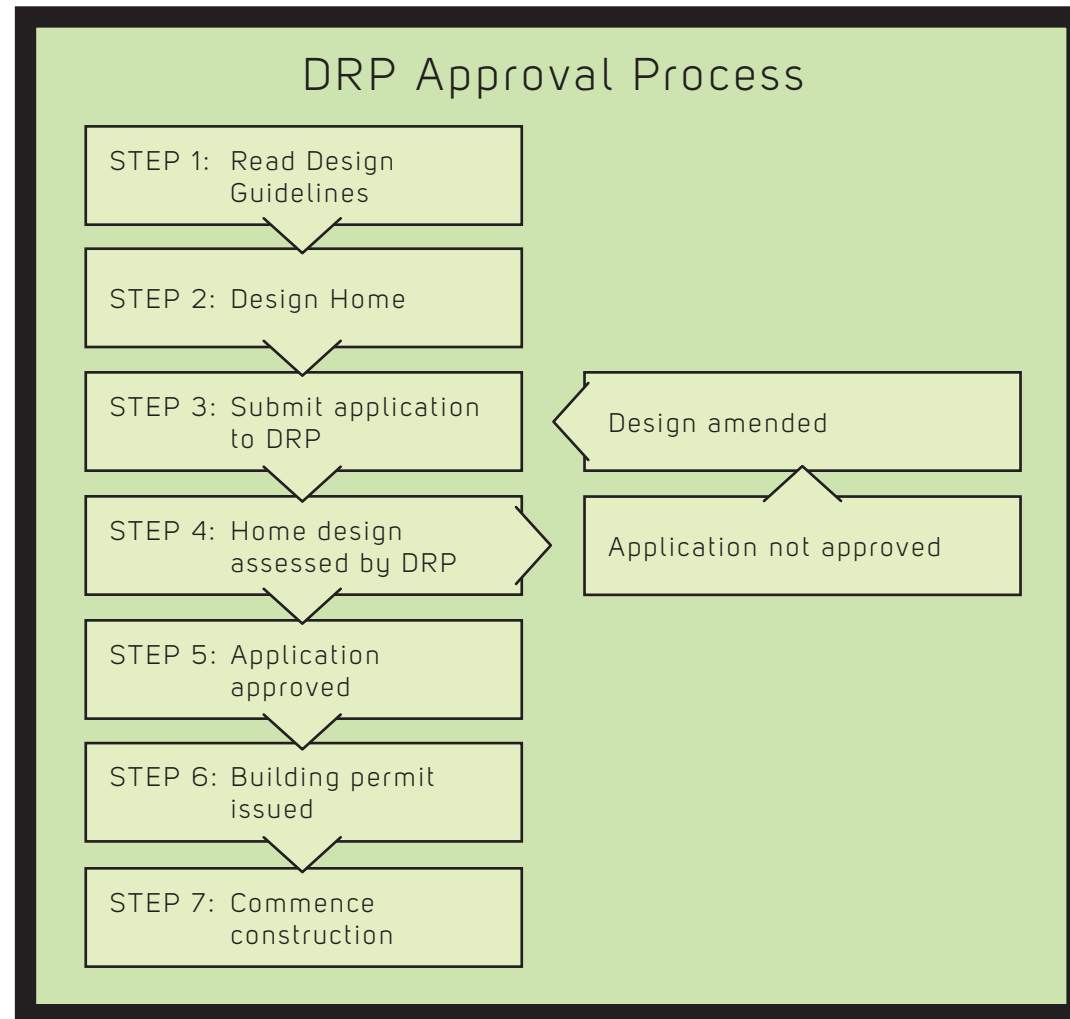 DRP Approval Process
STEP 1: Read Design
Guidelines
STEP 2: Design Home
STEP 3: Submit application
to DRP
Design amended
STEP 4: Home design
assessed by DRP
Application not approved
STEP 5: Application
approved
STEP 6: Building permit
issued
STEP 7: Commence
construction